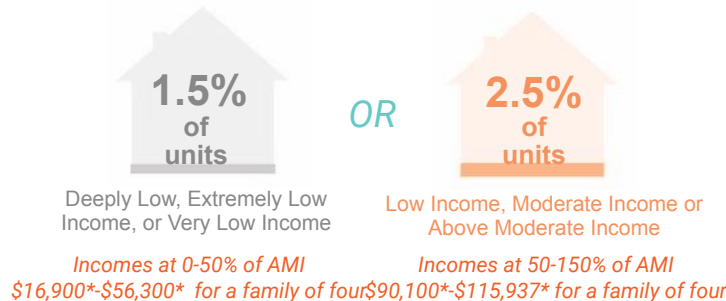 1.5%
of
units
OR
2.5%
of
units
Deeply Low, Extremely Low
Income, or Very Low Income
Low Income, Moderate Income or
Above Moderate Income
Incomes at 0-50% of AMI
$16,900*-$56,300* for a family of four
Incomes at 50-150% of AMI
$90,100*-$115,937* for a family of four